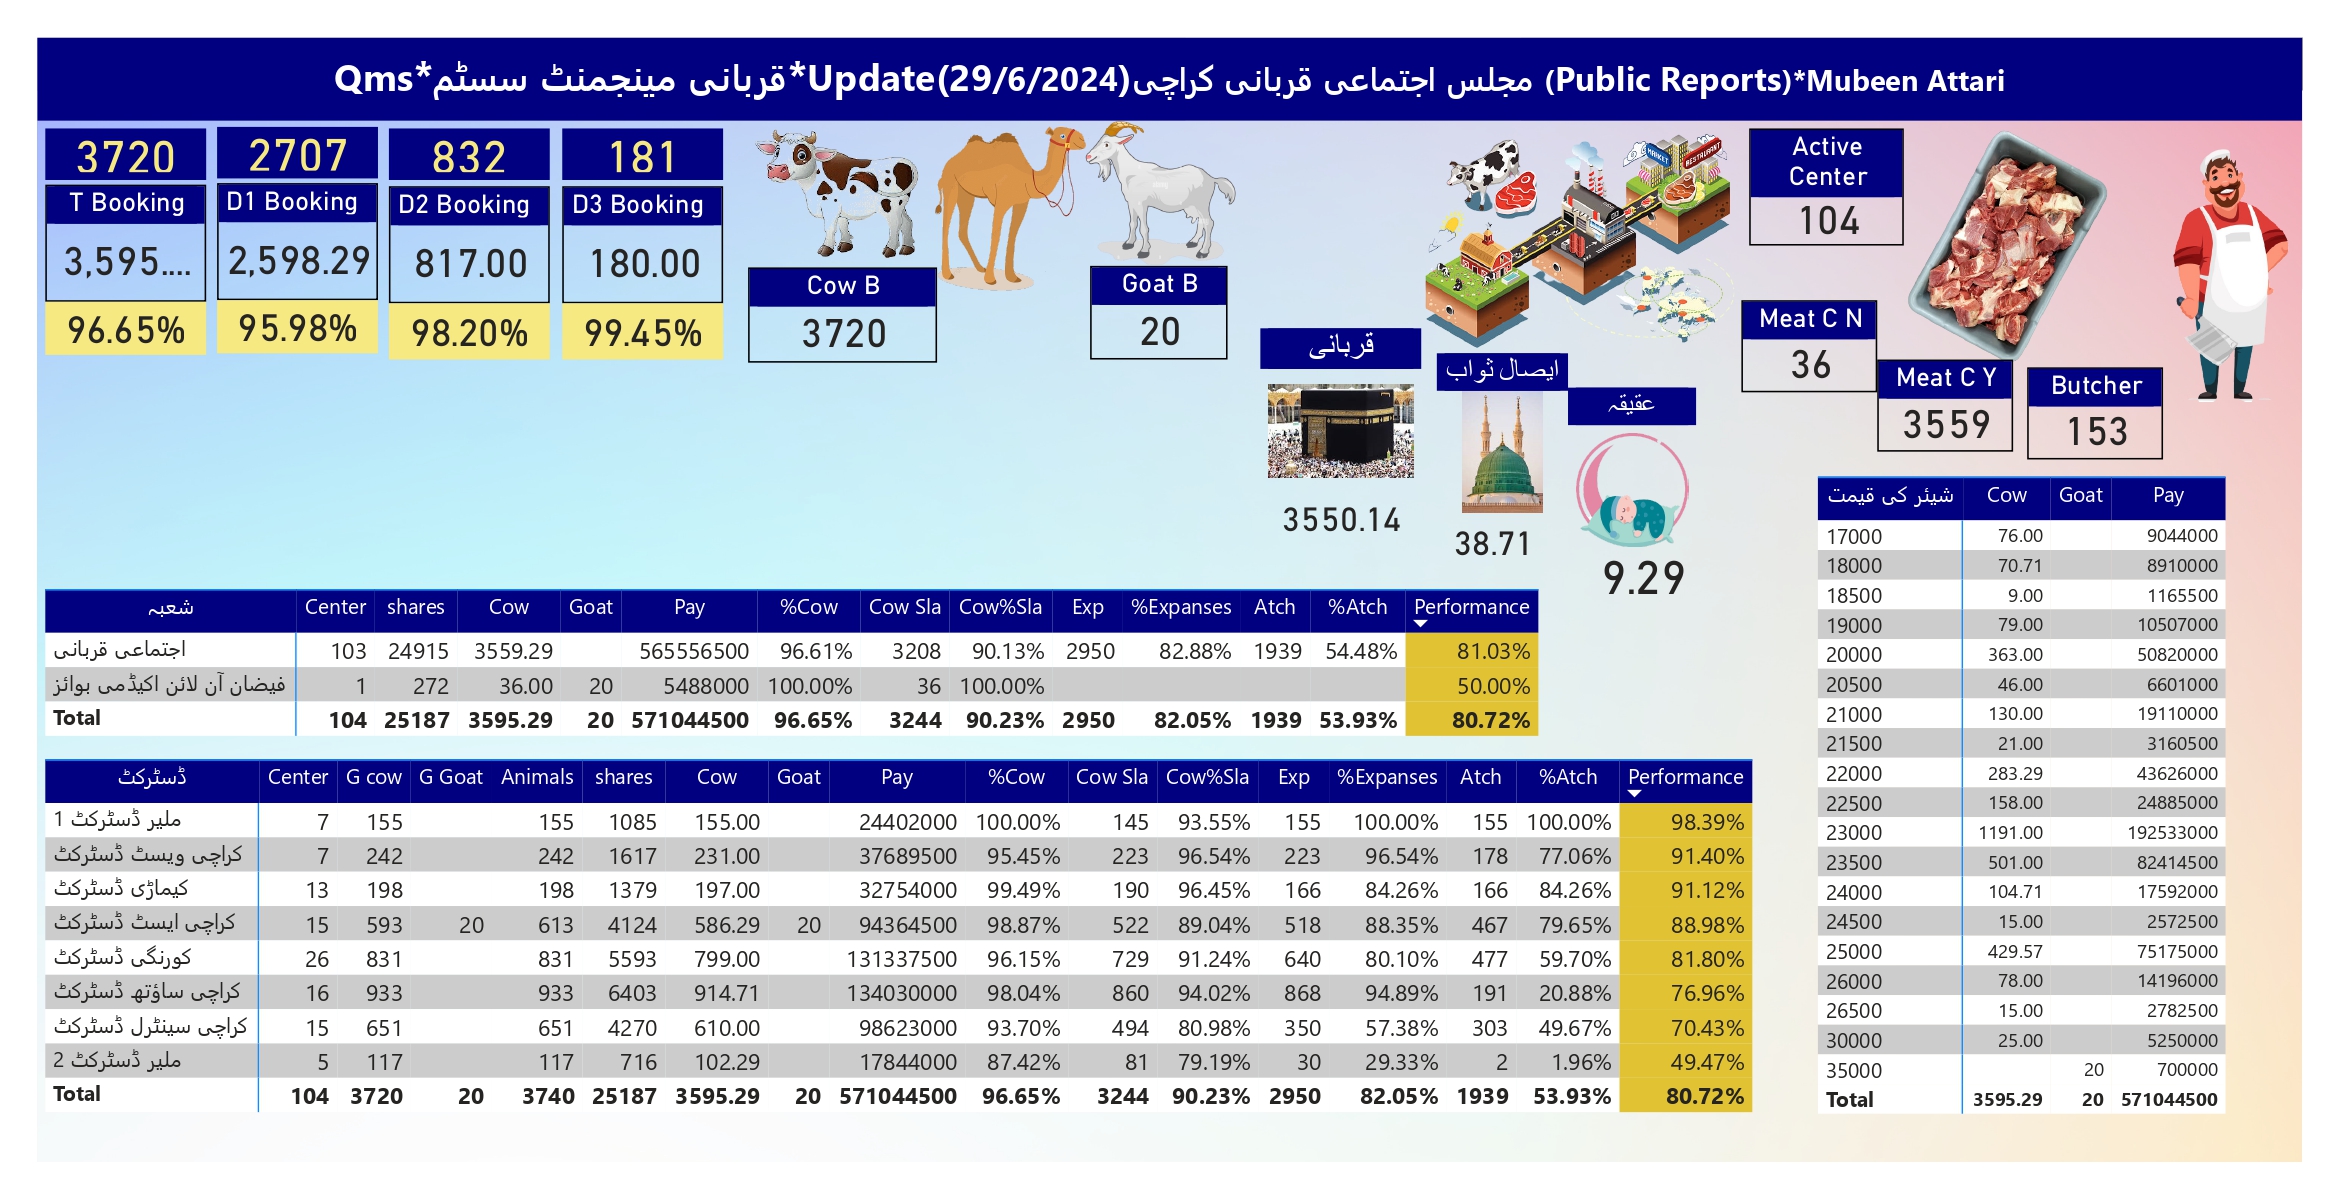 Qms*قربانی مینجمنٹ سسٹم*Update(29/6/2024)مجلس اجتماعی قربانی کراچی (Public Reports)*Mubeen Attari
3720
T Booking
3,595....
96.65%
2707
D1 Booking
2,598.29
95.98%
832
D2 Booking
817.00
98.20%
181
D3 Booking
180.00
99.45%
Cow B
3720
Goat B
20
MARKET
RESTAURANT
Active Center
104
Meat C N
36
Meat C Y
3559
Butcher
153
قربانی
3550.14
ایصال ثواب
38.71
عقیقہ
9.29
شعبہ Center shares Cow Goat Pay %Cow Cow Sla Cow%Sla Exp %Expanses Atch %Atch Performance
اجتماعی قربانی 103 24915 3559.29 565556500 96.61% 3208 90.13% 2950 82.88% 1939 54.48% 81.03%
فیضان آن لائن اکیڈمی بوائز 1 272 36.00 20 5488000 100.00% 36 100.00% 50.00%
Total 104 25187 3595.29 20 571044500 96.65% 3244 90.23% 2950 82.05% 1939 53.93% 80.72%
ڈسٹرکٹ Center G cow G Goat Animals shares Cow Goat Pay %Cow Cow Sla Cow%Sla Exp %Expanses Atch %Atch Performance
ملیر ڈسٹرکٹ 1 7 155 155 1085 155.00 24402000 100.00% 145 93.55% 155 100.00% 155 100.00% 98.39%
کراچی ویسٹ ڈسٹرکٹ 7 242 242 1617 231.00 37689500 95.45% 223 96.54% 223 96.54% 178 77.06% 91.40%
کیماڑی ڈسٹرکٹ 13 198 198 1379 197.00 32754000 99.49% 190 96.45% 166 84.26% 166 84.26% 91.12%
کراچی ایسٹ ڈسٹرکٹ 15 593 20 613 4124 586.29 20 94364500 98.87% 522 89.04% 518 88.35% 467 79.65% 88.98%
کورنگی ڈسٹرکٹ 26 831 831 5593 799.00 131337500 96.15% 729 91.24% 640 80.10% 477 59.70% 81.80%
کراچی ساؤتھ ڈسٹرکٹ 16 933 933 6403 914.71 134030000 98.04% 860 94.02% 868 94.89% 191 20.88% 76.96%
کراچی سینٹرل ڈسٹرکٹ 15 651 651 4270 610.00 98623000 93.70% 494 80.98% 350 57.38% 303 49.67% 70.43%
ملیر ڈسٹرکٹ 2 5 117 117 716 102.29 17844000 87.42% 81 79.19% 30 29.33% 2 1.96% 49.47%
Total 104 3720 20 3740 25187 3595.29 20 571044500 96.65% 3244 90.23% 2950 82.05% 1939 53.93% 80.72%
شیئر کی قیمت Cow Goat Pay
17000 76.00 9044000
18000 70.71 8910000
18500 9.00 1165500
19000 79.00 10507000
20000 363.00 50820000
20500 46.00 6601000
21000 130.00 19110000
21500 21.00 3160500
22000 283.29 43626000
22500 158.00 24885000
23000 1191.00 192533000
23500 501.00 82414500
24000 104.71 17592000
24500 15.00 2572500
25000 429.57 75175000
26000 78.00 14196000
26500 15.00 2782500
30000 25.00 5250000
35000 20 700000
Total 3595.29 20 571044500